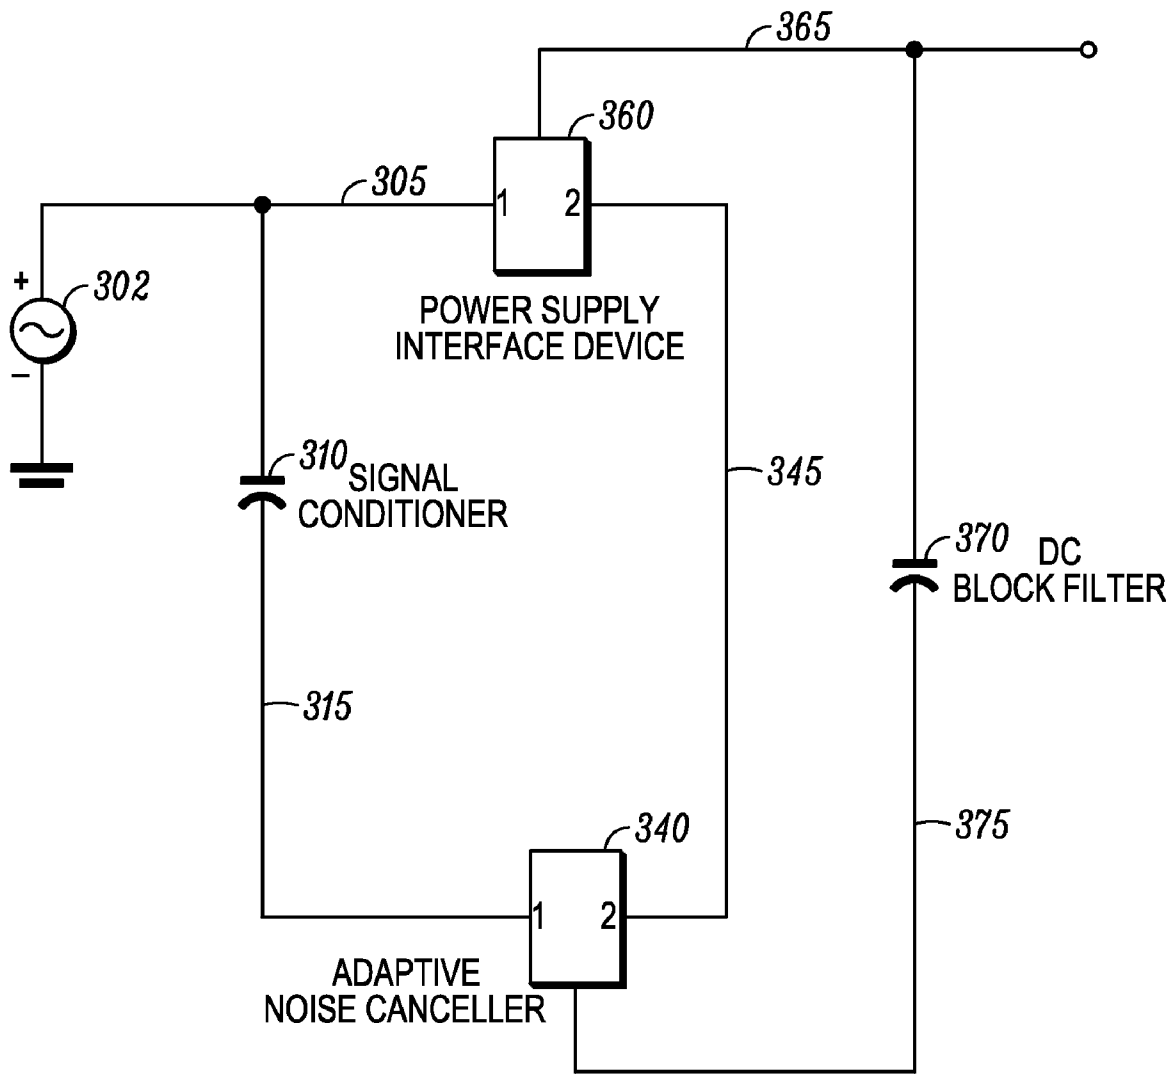 365
360
305
1 2
+
302
POWER SUPPLY
INTERFACE DEVICE
−
310
SIGNAL
CONDITIONER
345
370
DC
BLOCK FILTER
315
375
340
1 2
ADAPTIVE
NOISE CANCELLER